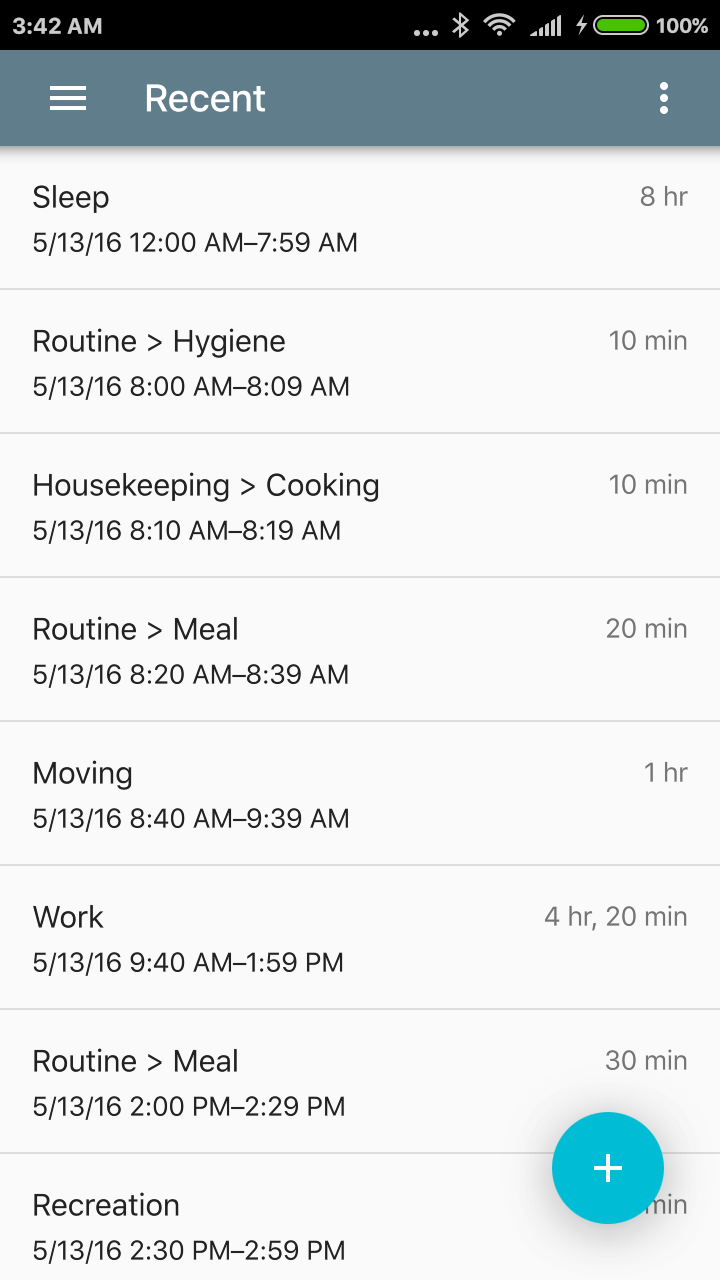 3:42 AM 100%
Recent
Sleep 8 hr
5/13/16 12:00 AM–7:59 AM
Routine > Hygiene 10 min
5/13/16 8:00 AM–8:09 AM
Housekeeping > Cooking 10 min
5/13/16 8:10 AM–8:19 AM
Routine > Meal 20 min
5/13/16 8:20 AM–8:39 AM
Moving 1 hr
5/13/16 8:40 AM–9:39 AM
Work 4 hr, 20 min
5/13/16 9:40 AM–1:59 PM
Routine > Meal 30 min
5/13/16 2:00 PM–2:29 PM
Recreation min
5/13/16 2:30 PM–2:59 PM